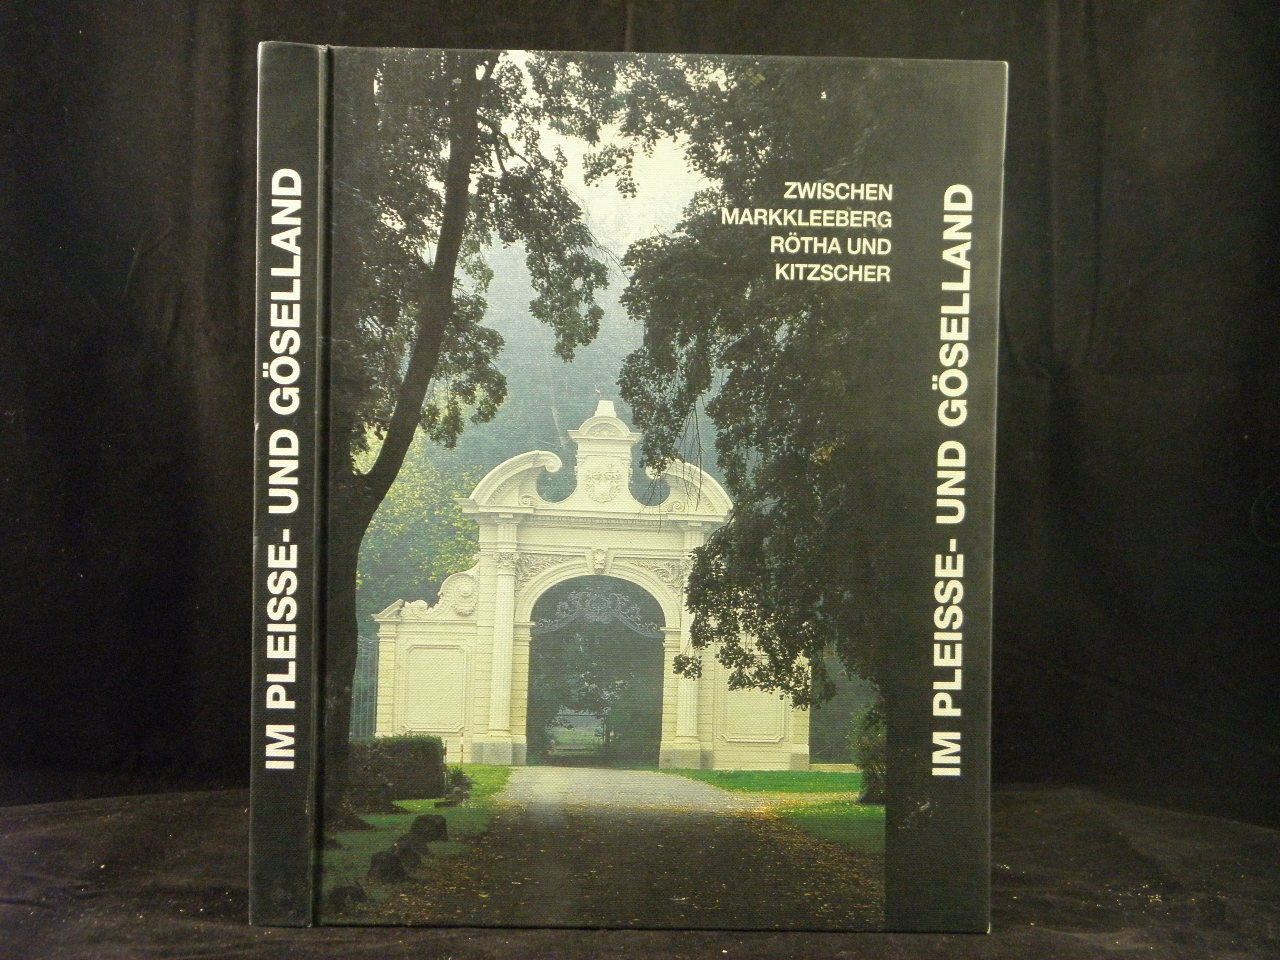 IM PLEISSE- UND GÖSELLAND
ZWISCHEN
MARKKLEEBERG
RÖTHA UND
KITZSCHER
IM PLEISSE- UND GÖSELLAND